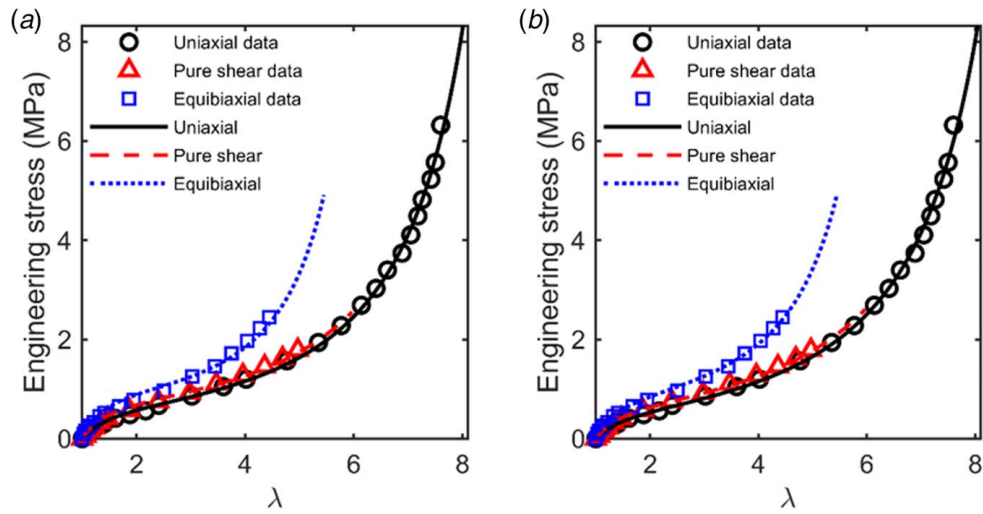 (a)
Engineering stress (MPa)
8
6
4
2
0
Uniaxial data
Pure shear data
Equibiaxial data
Uniaxial
Pure shear
Equibiaxial
2 4 6 8
λ
(b)
Engineering stress (MPa)
8
6
4
2
0
Uniaxial data
Pure shear data
Equibiaxial data
Uniaxial
Pure shear
Equibiaxial
2 4 6 8
λ